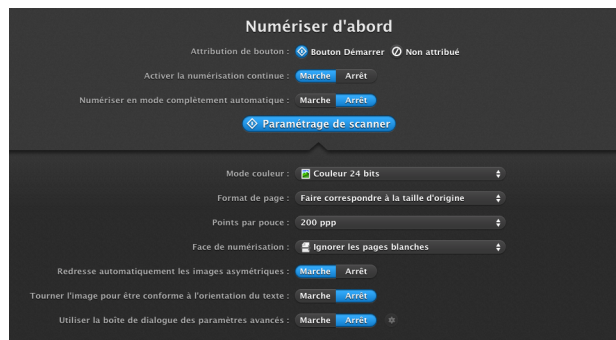 Numériser d'abord
Attribution de bouton : Bouton Démarrer Non attribué
Activer la numérisation continue : Marche Arrêt
Numériser en mode complètement automatique : Marche Arrêt
Paramétrage de scanner
Mode couleur : Couleur 24 bits
Format de page : Faire correspondre à la taille d'origine
Points par pouce : 200 ppp
Face de numérisation : Ignorer les pages blanches
Redresse automatiquement les images asymétriques : Marche Arrêt
Tourner l'image pour être conforme à l'orientation du texte : Marche Arrêt
Utiliser la boîte de dialogue des paramètres avancés : Marche Arrêt